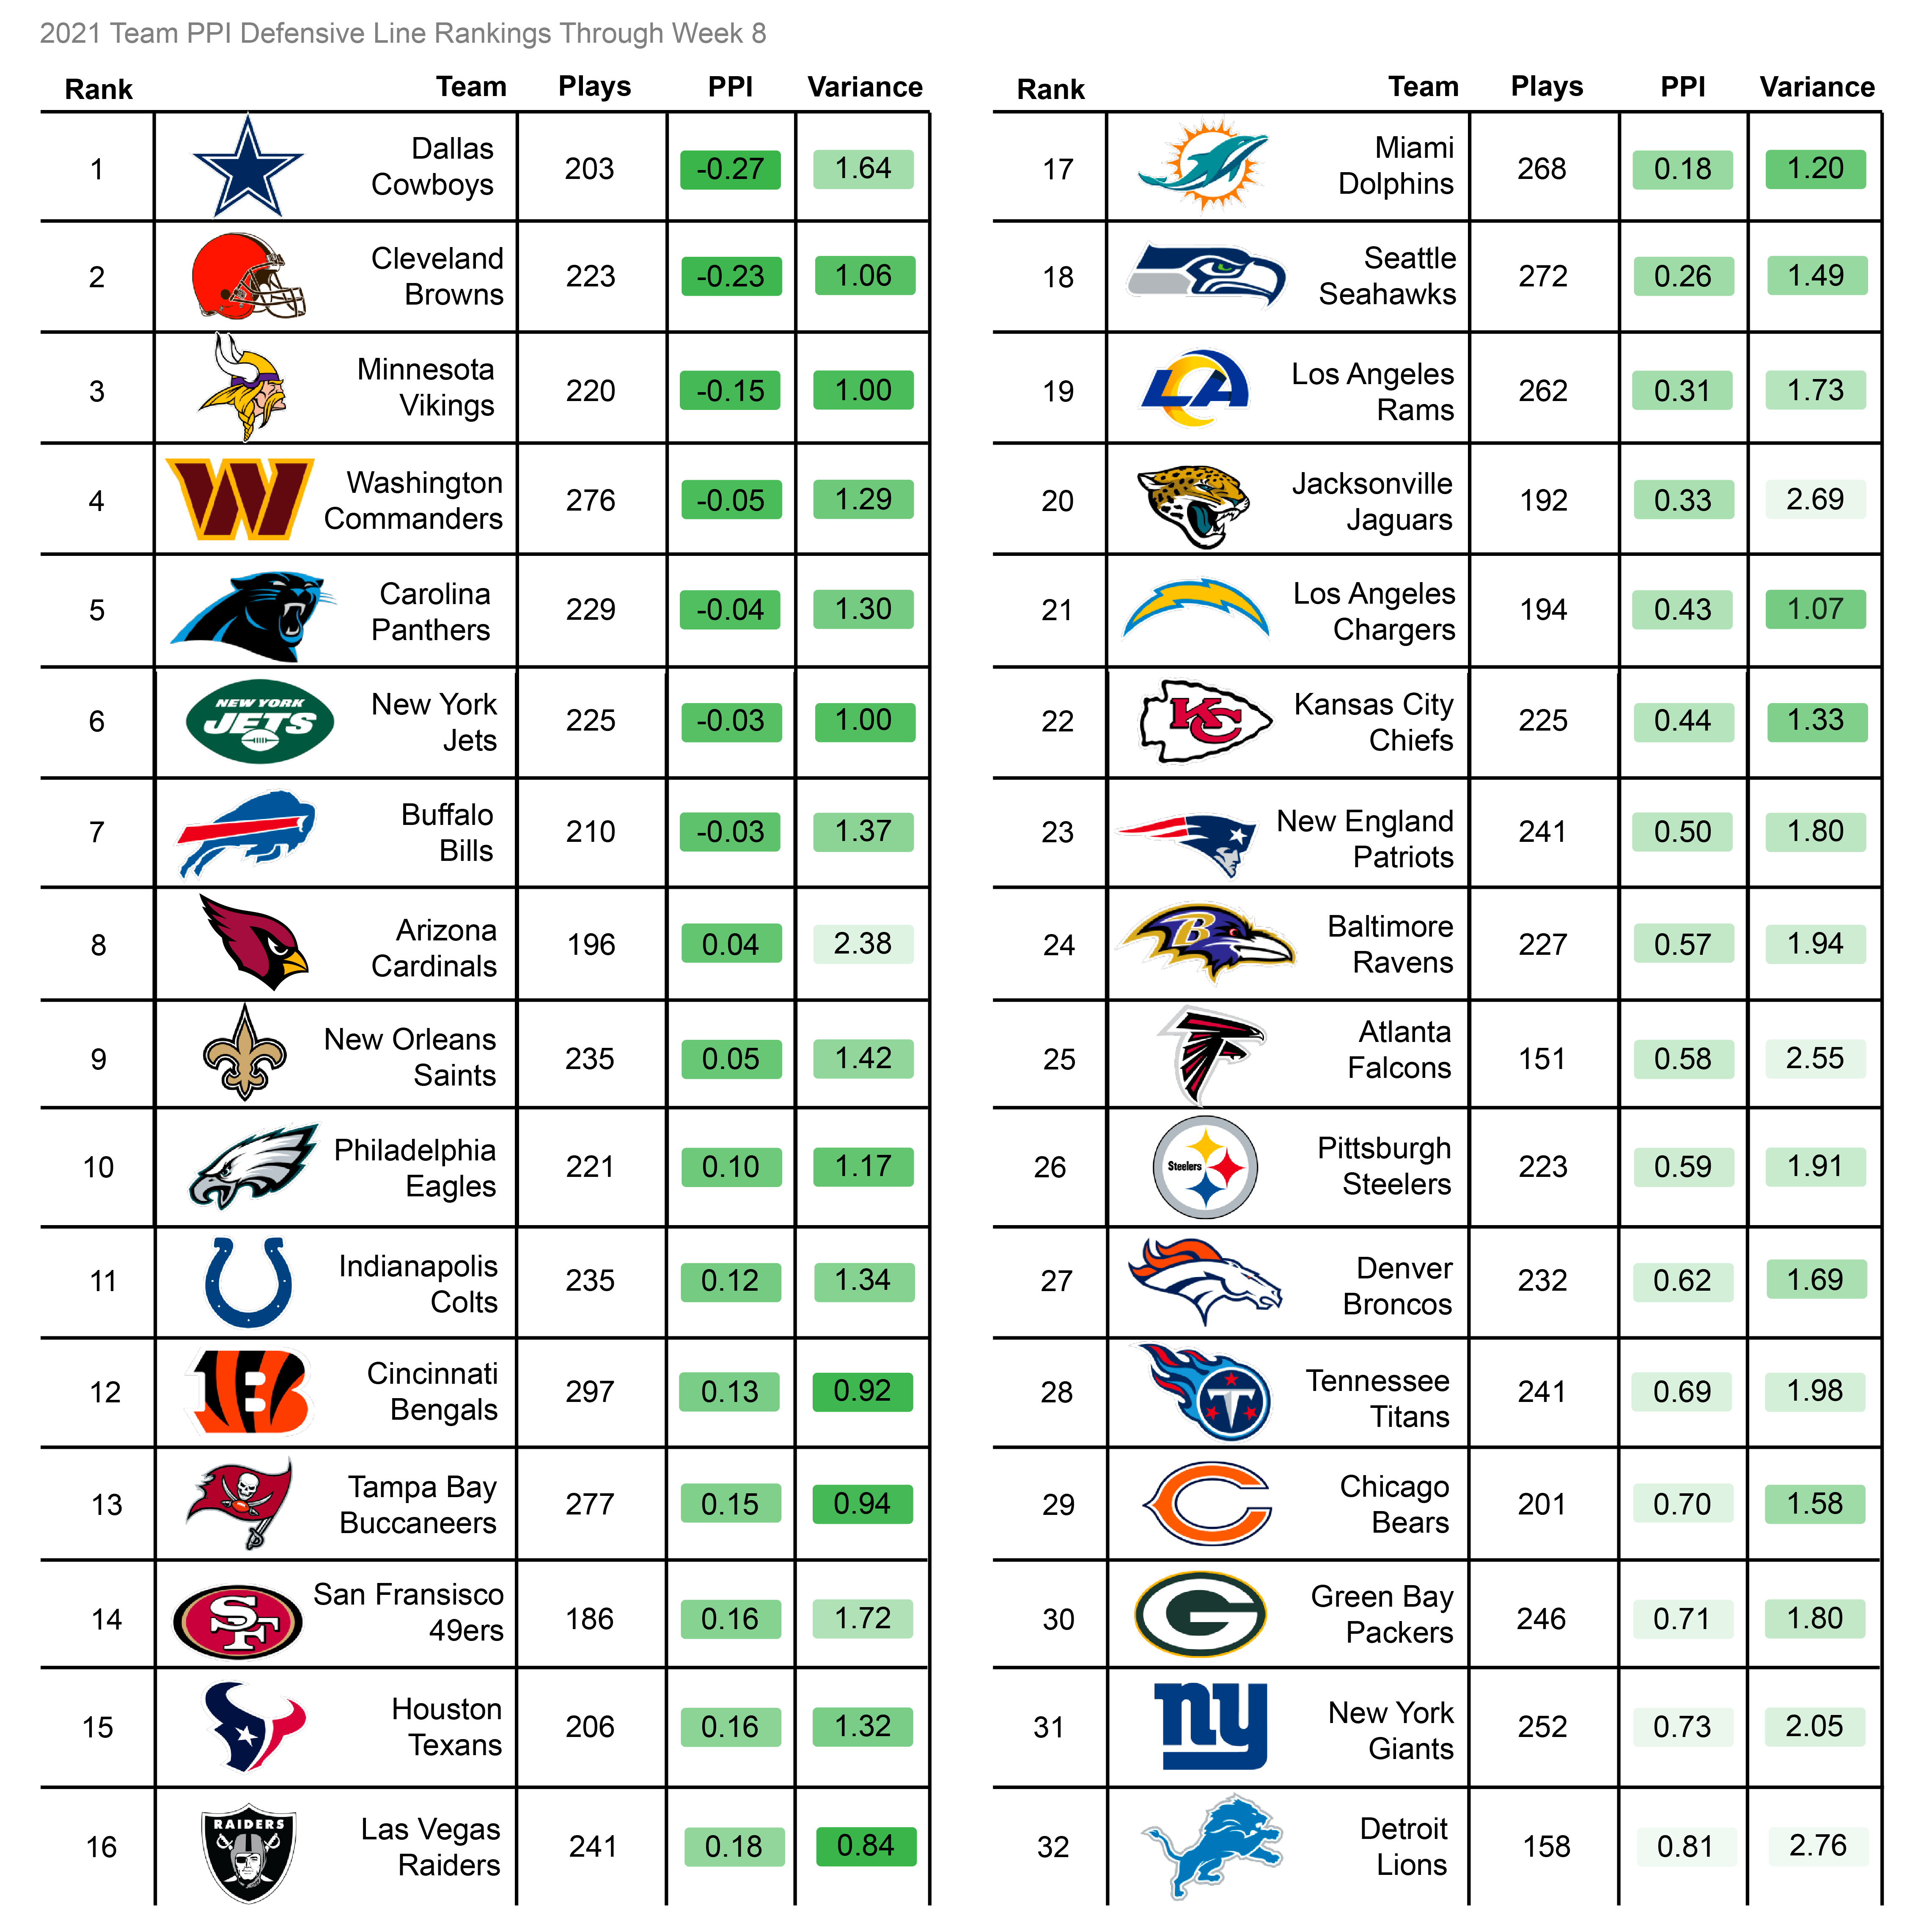 2021 Team PPI Defensive Line Rankings Through Week 8
Rank Team Plays PPI Variance
1 Dallas Cowboys 203 -0.27 1.64
2 Cleveland Browns 223 -0.23 1.06
3 Minnesota Vikings 220 -0.15 1.00
4 Washington Commanders 276 -0.05 1.29
5 Carolina Panthers 229 -0.04 1.30
6 NEW YORK JETS New York Jets 225 -0.03 1.00
7 Buffalo Bills 210 -0.03 1.37
8 Arizona Cardinals 196 0.04 2.38
9 New Orleans Saints 235 0.05 1.42
10 Philadelphia Eagles 221 0.10 1.17
11 Indianapolis Colts 235 0.12 1.34
12 B Cincinnati Bengals 297 0.13 0.92
13 Tampa Bay Buccaneers 277 0.15 0.94
14 SF San Fransisco 49ers 186 0.16 1.72
15 Houston Texans 206 0.16 1.32
16 RAIDERS Las Vegas Raiders 241 0.18 0.84
Rank Team Plays PPI Variance
17 Miami Dolphins 268 0.18 1.20
18 Seattle Seahawks 272 0.26 1.49
19 LA Los Angeles Rams 262 0.31 1.73
20 Jacksonville Jaguars 192 0.33 2.69
21 Los Angeles Chargers 194 0.43 1.07
22 KC Kansas City Chiefs 225 0.44 1.33
23 New England Patriots 241 0.50 1.80
24 B Baltimore Ravens 227 0.57 1.94
25 Atlanta Falcons 151 0.58 2.55
26 Steelers Pittsburgh Steelers 223 0.59 1.91
27 Denver Broncos 232 0.62 1.69
28 T Tennessee Titans 241 0.69 1.98
29 C Chicago Bears 201 0.70 1.58
30 G Green Bay Packers 246 0.71 1.80
31 ny New York Giants 252 0.73 2.05
32 Detroit Lions 158 0.81 2.76